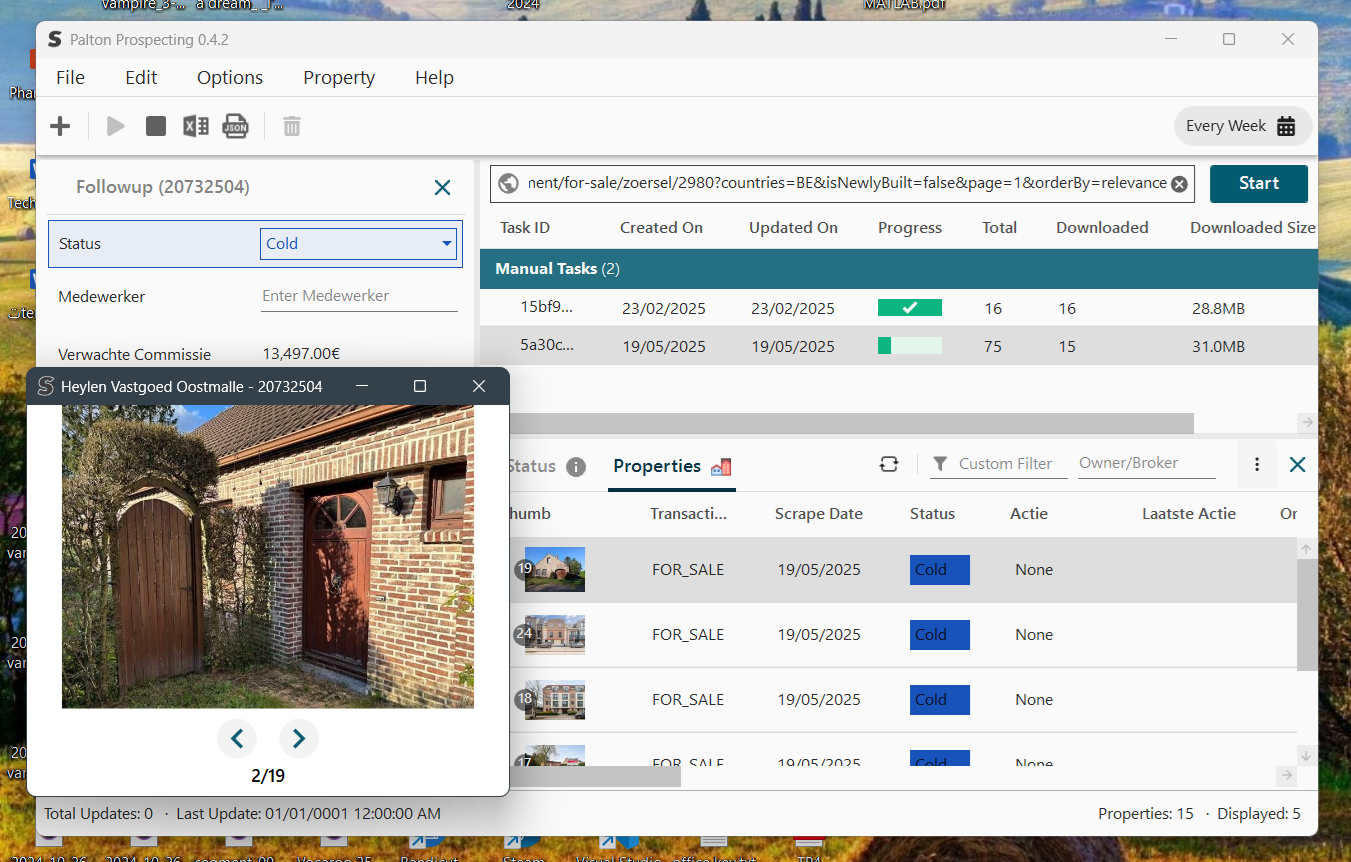 2024
MATLAB.pdf
Palton Prospecting 0.4.2
File Edit Options Property Help
JSON
Every Week
Followup (20732504)
Status Cold
Medewerker Enter Medewerker
Verwachte Commissie 13,497.00€
nent/for-sale/zoersel/2980?countries=BE&isNewlyBuilt=false&page=1&orderBy=relevance
Start
Task ID Created On Updated On Progress Total Downloaded Downloaded Size
Manual Tasks (2)
15bf9... 23/02/2025 23/02/2025 16 16 28.8MB
5a30c... 19/05/2025 19/05/2025 75 15 31.0MB
Heylen Vastgoed Oostmalle - 20732504
2/19
Status Properties Custom Filter Owner/Broker
humb Transacti... Scrape Date Status Actie Laatste Actie Or
19 FOR_SALE 19/05/2025 Cold None
24 FOR_SALE 19/05/2025 Cold None
18 FOR_SALE 19/05/2025 Cold None
17 FOR_SALE 19/05/2025 Cold None
Total Updates: 0 · Last Update: 01/01/0001 12:00:00 AM
Properties: 15 · Displayed: 5